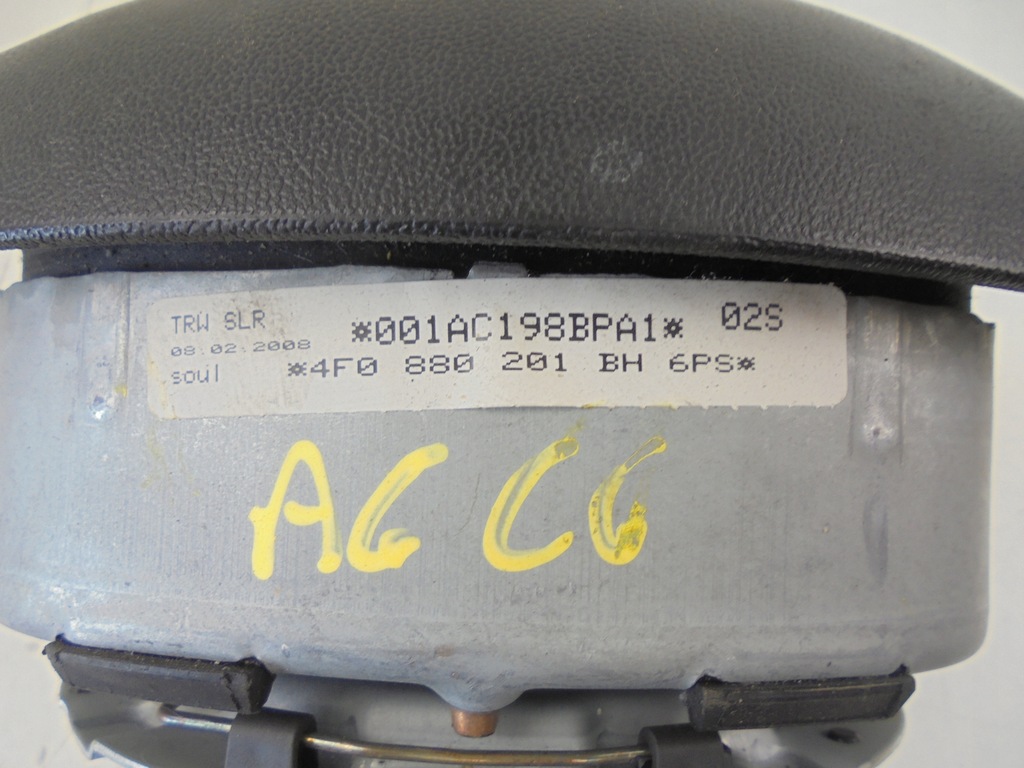 TRW SLR
*001AC198BPA1*
02S
08.02.2008
*4F0 880 201 BH 6PS*
soul
A6 C6